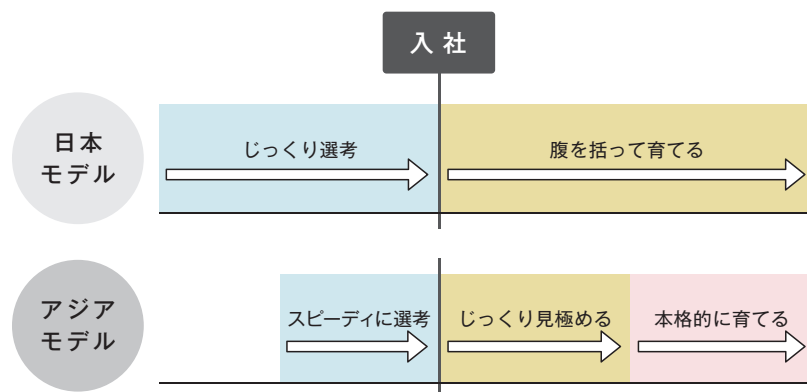 入社
日本
モデル
じっくり選考
腹を括って育てる
アジア
モデル
スピーディに選考
じっくり見極める
本格的に育てる